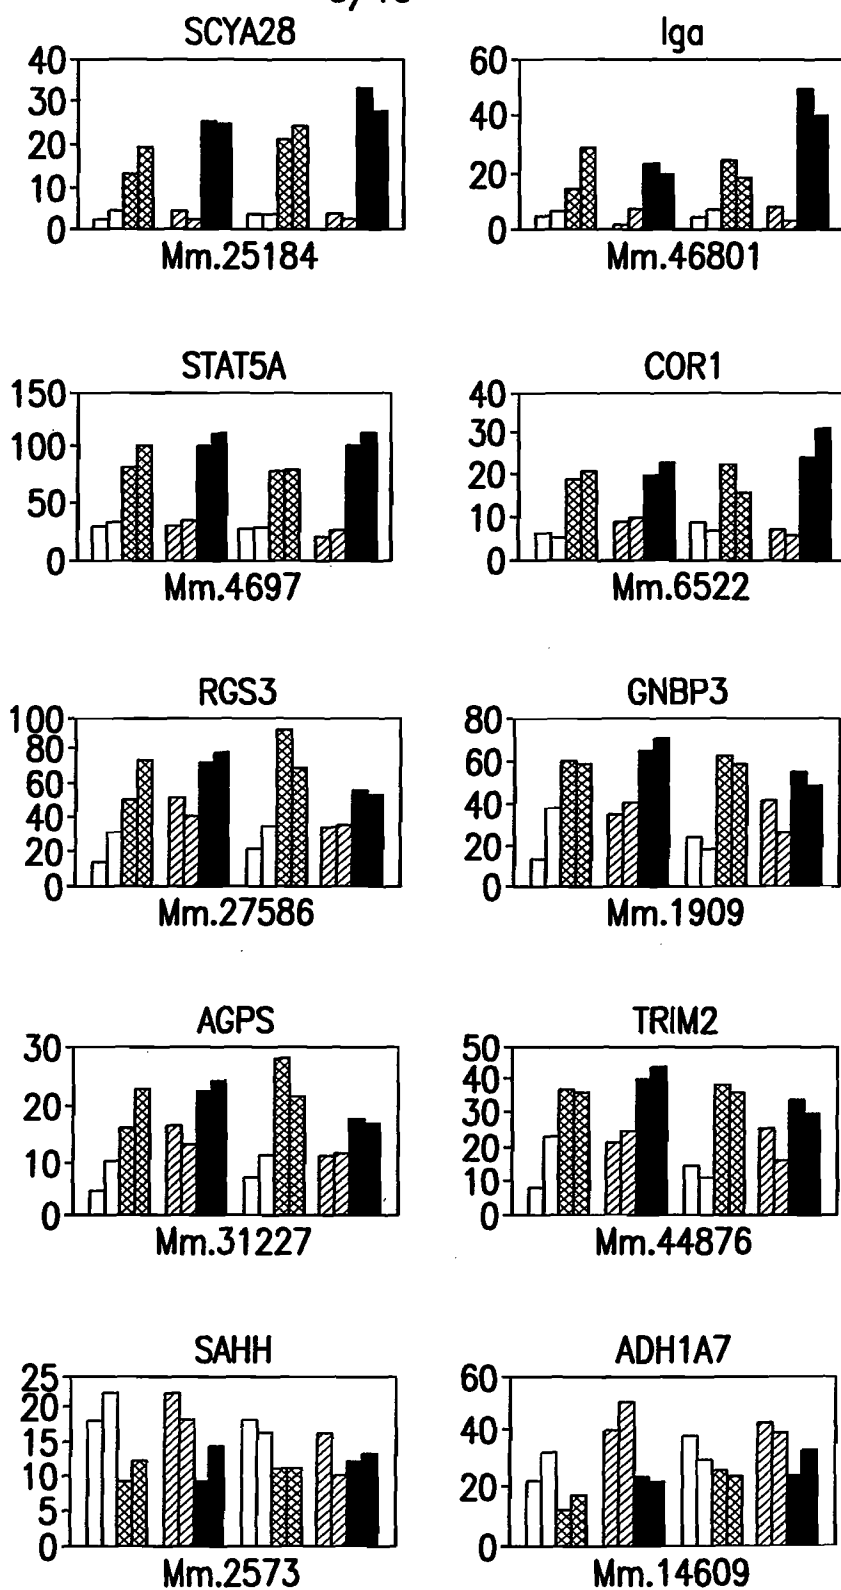 SCYA28
40
30
20
10
0
Mm.25184
Iga
60
40
20
0
Mm.46801
STAT5A
150
100
50
0
Mm.4697
COR1
40
30
20
10
0
Mm.6522
RGS3
100
80
60
40
20
0
Mm.27586
GNBP3
80
60
40
20
0
Mm.1909
AGPS
30
20
10
0
Mm.31227
TRIM2
50
40
30
20
10
0
Mm.44876
SAHH
25
20
15
10
5
0
Mm.2573
ADH1A7
60
40
20
0
Mm.14609